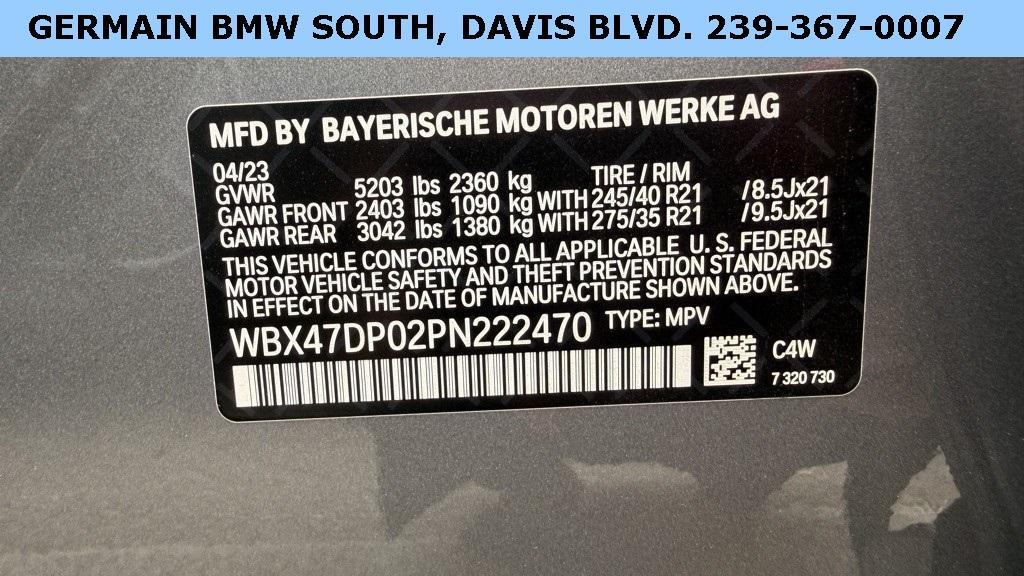 GERMAIN BMW SOUTH, DAVIS BLVD. 239-367-0007
MFD BY BAYERISCHE MOTOREN WERKE AG
04/23 TIRE / RIM
GVWR 5203 lbs 2360 kg
GAWR FRONT 2403 lbs 1090 kg WITH 245/40 R21 /8.5Jx21
GAWR REAR 3042 lbs 1380 kg WITH 275/35 R21 /9.5Jx21
THIS VEHICLE CONFORMS TO ALL APPLICABLE U. S. FEDERAL
MOTOR VEHICLE SAFETY AND THEFT PREVENTION STANDARDS
IN EFFECT ON THE DATE OF MANUFACTURE SHOWN ABOVE.
WBX47DP02PN222470 TYPE: MPV
C4W
7 320 730